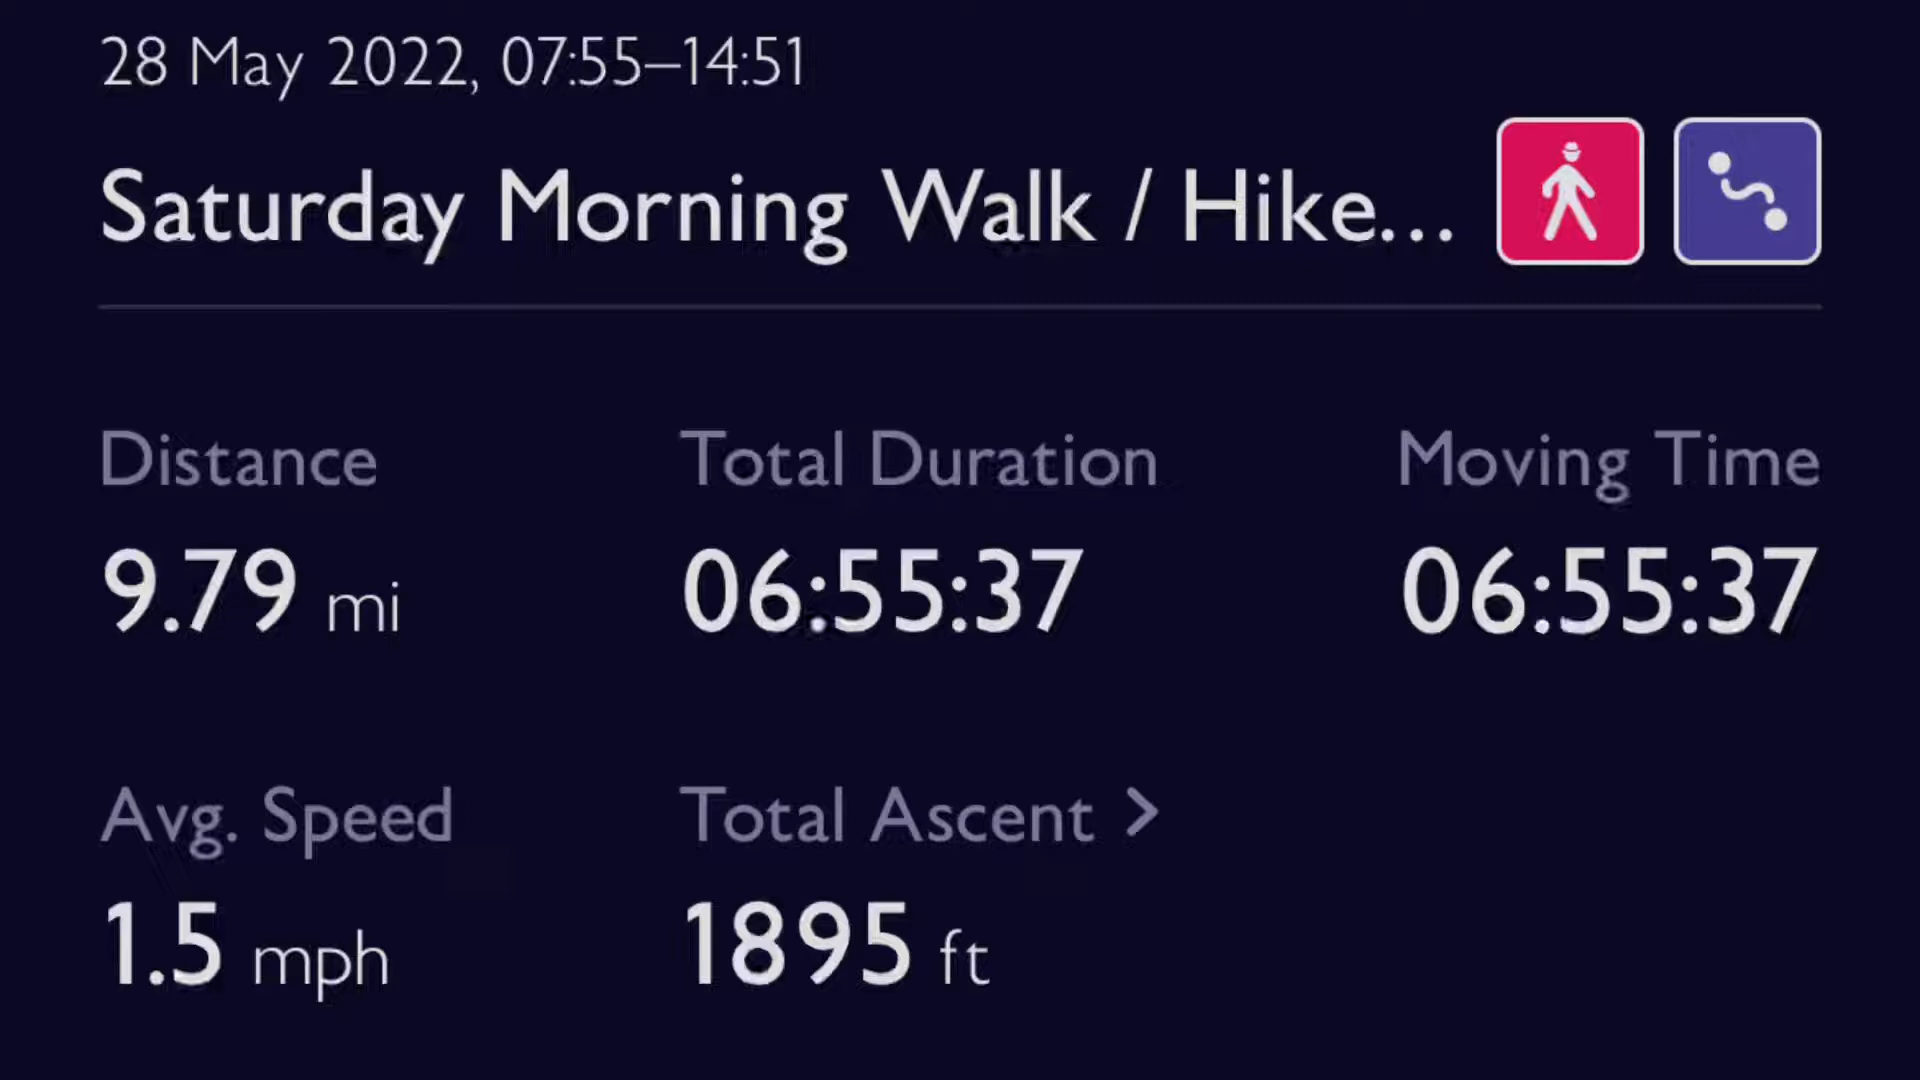 28 May 2022, 07:55–14:51
Saturday Morning Walk / Hike...
Distance Total Duration Moving Time
9.79 mi 06:55:37 06:55:37
Avg. Speed Total Ascent >
1.5 mph 1895 ft